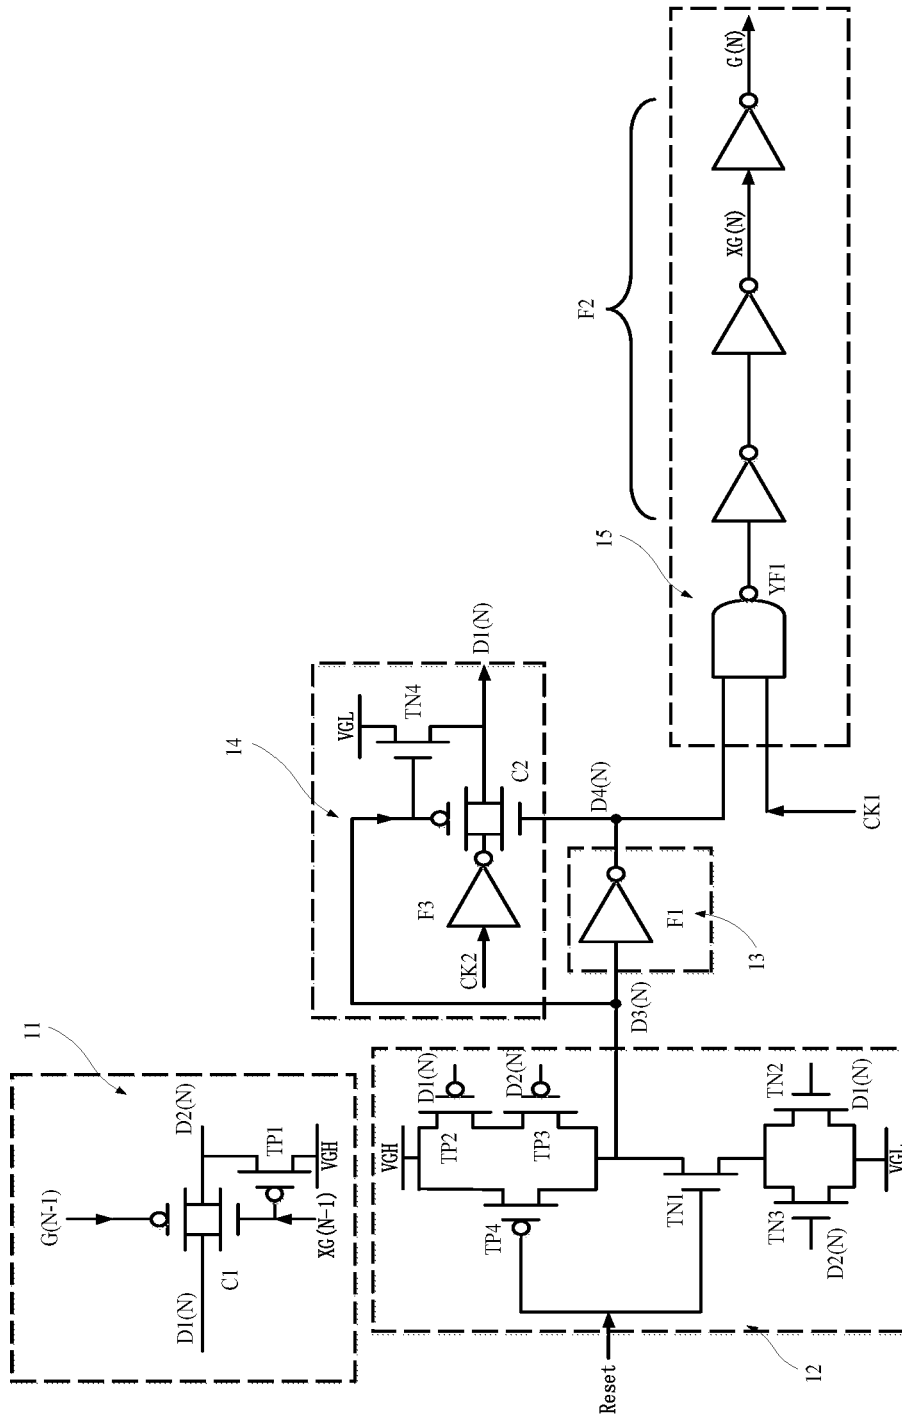 11
G(N-1)
D1(N)
C1
D2(N)
TP1
VGH
XG(N-1)
VGH
TP2
D1(N)
TP3
D2(N)
TP4
Reset
TN1
TN2
D1(N)
TN3
D2(N)
VGL
12
14
VGL
TN4
D1(N)
C2
F3
CK2
D3(N)
F1
13
D4(N)
15
YF1
CK1
F2
XG(N)
G(N)